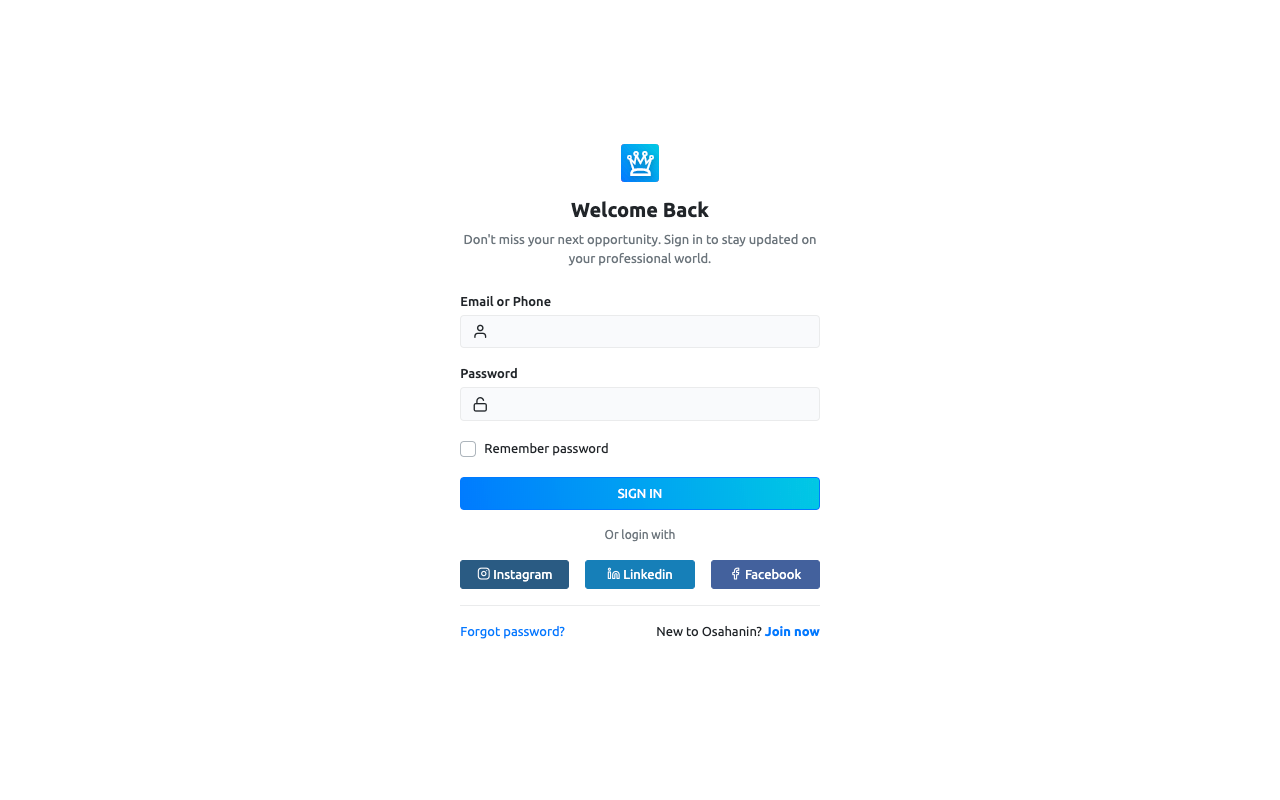 Welcome Back
Don't miss your next opportunity. Sign in to stay updated on
your professional world.
Email or Phone
Password
Remember password
SIGN IN
Or login with
Instagram
Linkedin
Facebook
Forgot password?
New to Osahanin? Join now